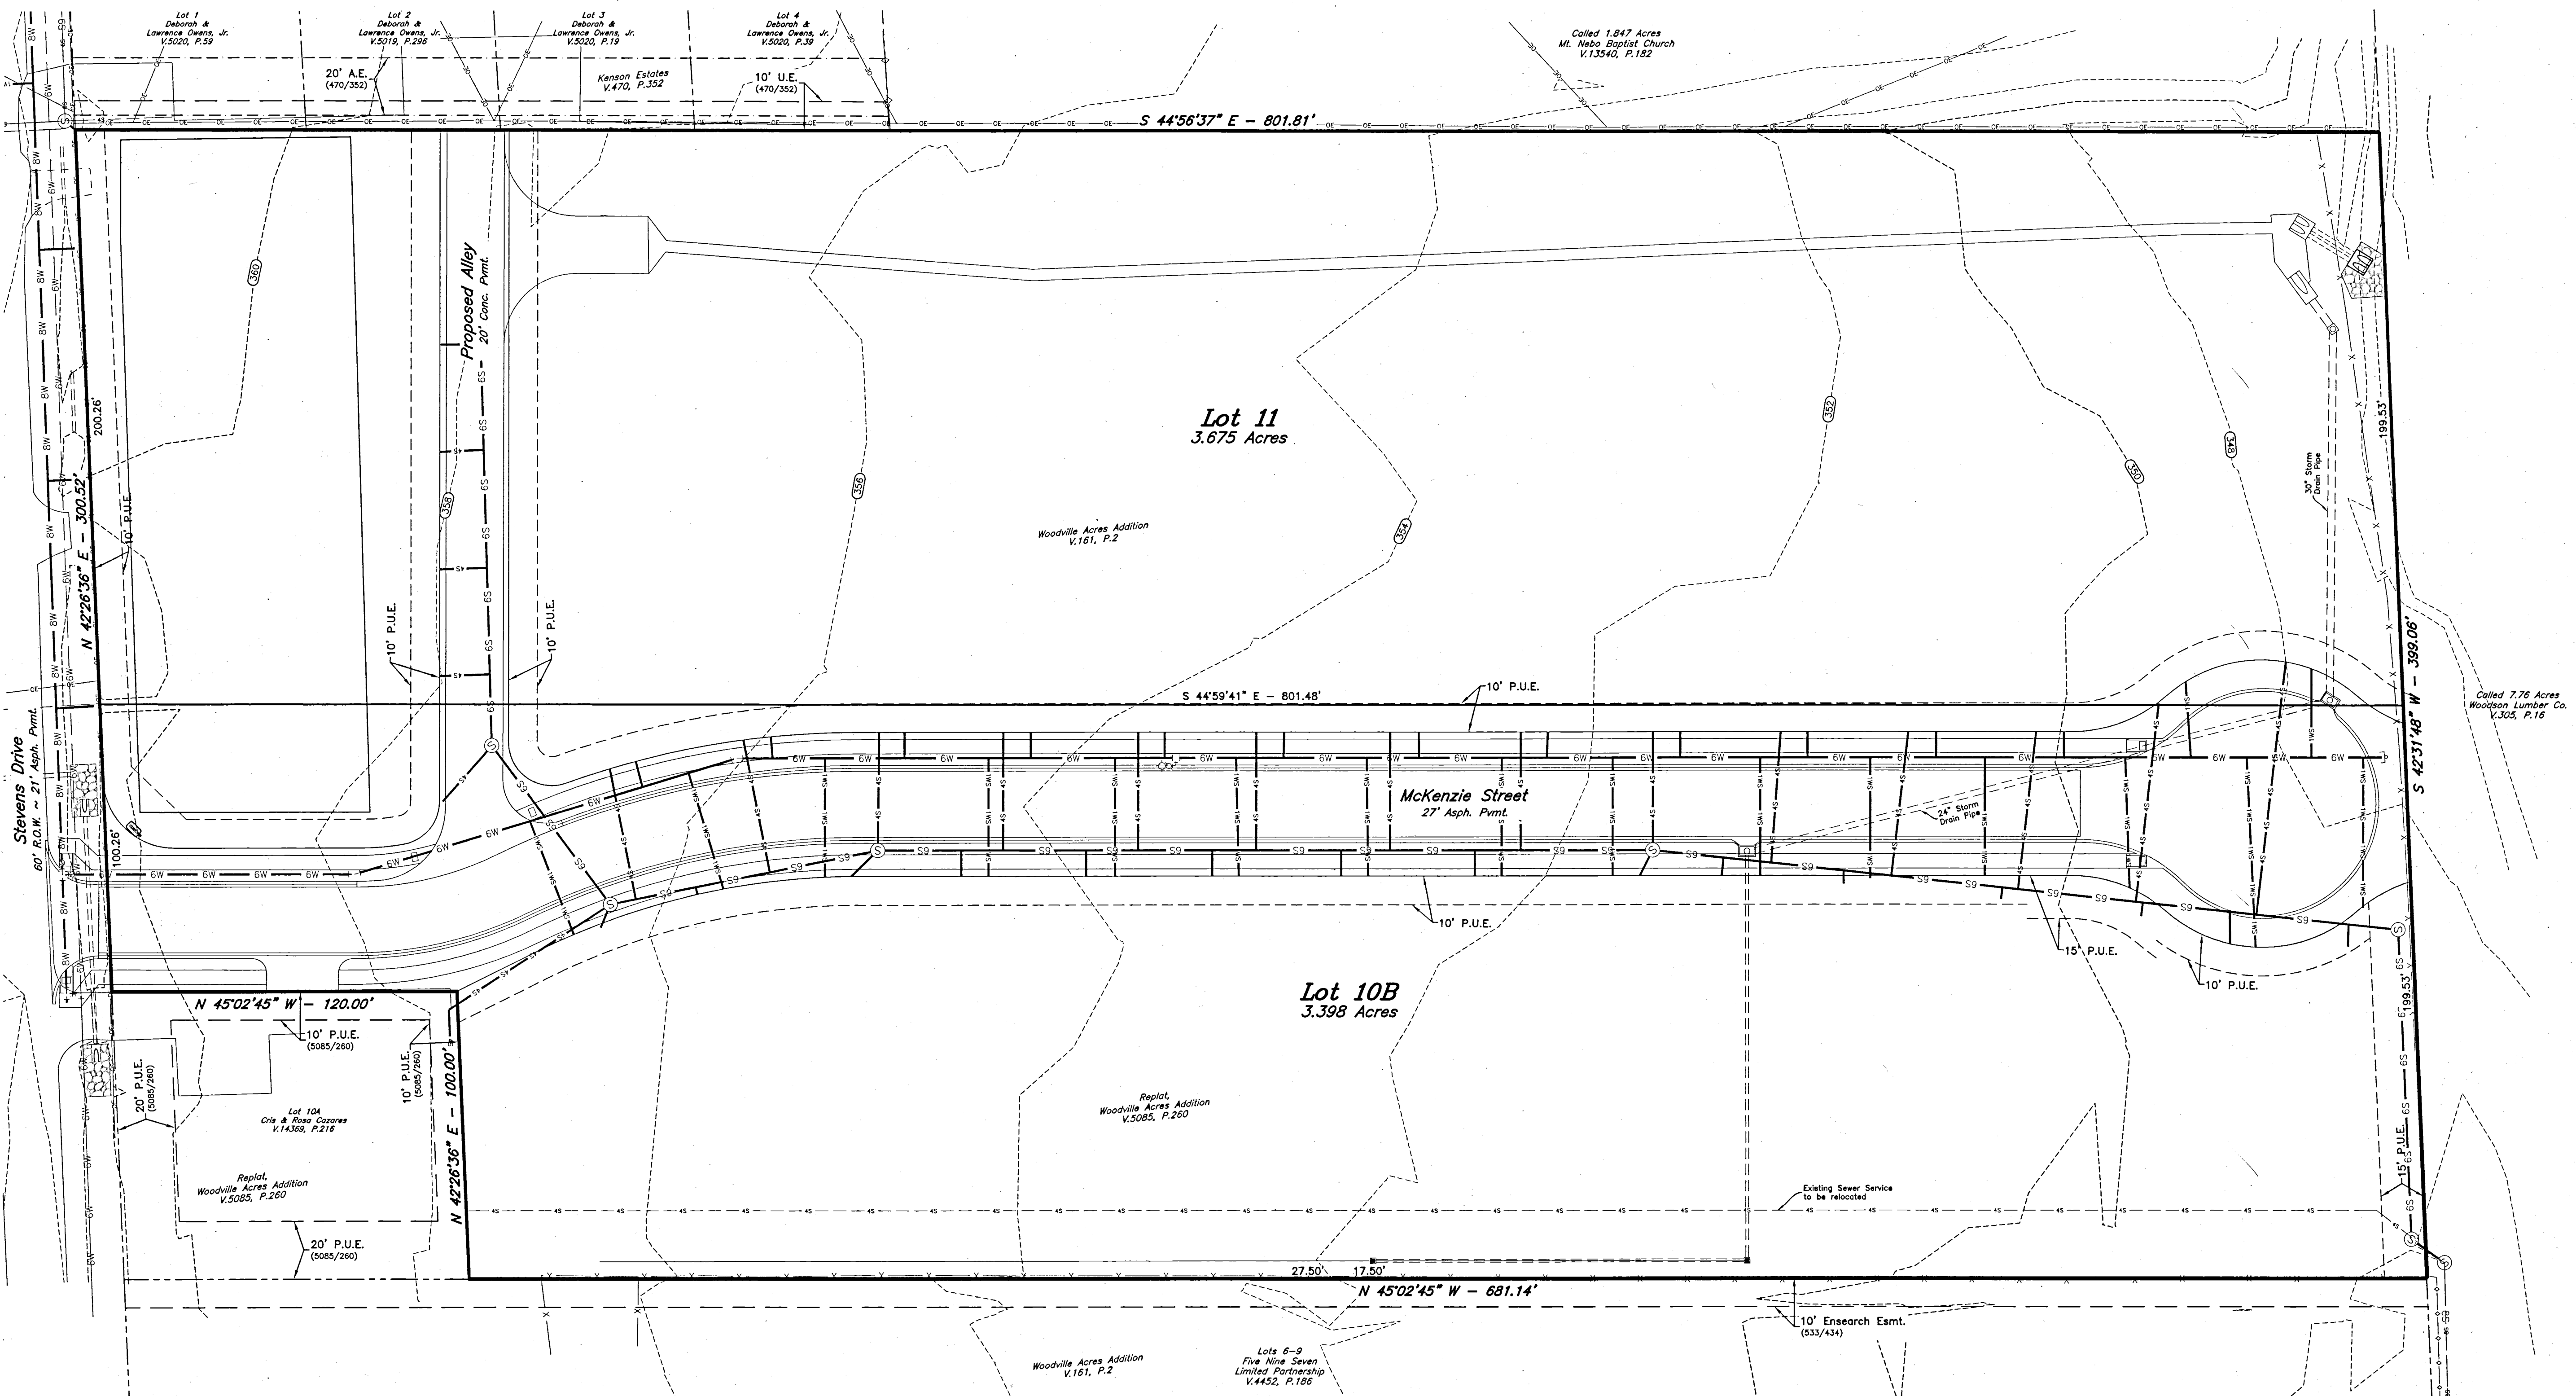 Lot 1
Deborah &
Lawrence Owens, Jr.
V.5020, P.59
Lot 2
Deborah &
Lawrence Owens, Jr.
V.5019, P.296
Lot 3
Deborah &
Lawrence Owens, Jr.
V.5020, P.19
Lot 4
Deborah &
Lawrence Owens, Jr.
V.5020, P.39
Called 1.847 Acres
Mt. Nebo Baptist Church
V.13540, P.182
20' A.E.
(470/352)
Kenson Estates
V.470, P.352
10' U.E.
(470/352)
S 44°56'37" E - 801.81'
360
Proposed Alley
20' Conc. Pvmt.
200.26'
N 42°26'36" E - 300.52'
10' P.U.E.
358
356
Lot 11
3.675 Acres
354
352
350
348
30" Storm
Drain Pipe
199.53'
Woodville Acres Addition
V.161, P.2
10' P.U.E.
10' P.U.E.
S 44°59'41" E - 801.48'
10' P.U.E.
S 42°31'48" W - 399.06'
Called 7.76 Acres
Woodson Lumber Co.
V.305, P.16
Stevens Drive
60' R.O.W. ~ 21' Asph. Pvmt.
100.26'
McKenzie Street
27' Asph. Pvmt.
24" Storm
Drain Pipe
10' P.U.E.
15' P.U.E.
10' P.U.E.
199.53'
N 45°02'45" W - 120.00'
Lot 10B
3.398 Acres
10' P.U.E.
(5085/260)
10' P.U.E.
(5085/260)
20' P.U.E.
(5085/260)
N 42°26'36" E - 100.00'
Lot 10A
Cris & Rosa Cazares
V.14369, P.216
Replat,
Woodville Acres Addition
V.5085, P.260
Replat,
Woodville Acres Addition
V.5085, P.260
20' P.U.E.
(5085/260)
Existing Sewer Service
to be relocated
15' P.U.E.
27.50'
17.50'
N 45°02'45" W - 681.14'
10' Ensearch Esmt.
(533/434)
Woodville Acres Addition
V.161, P.2
Lots 6-9
Five Nine Seven
Limited Partnership
V.4452, P.186